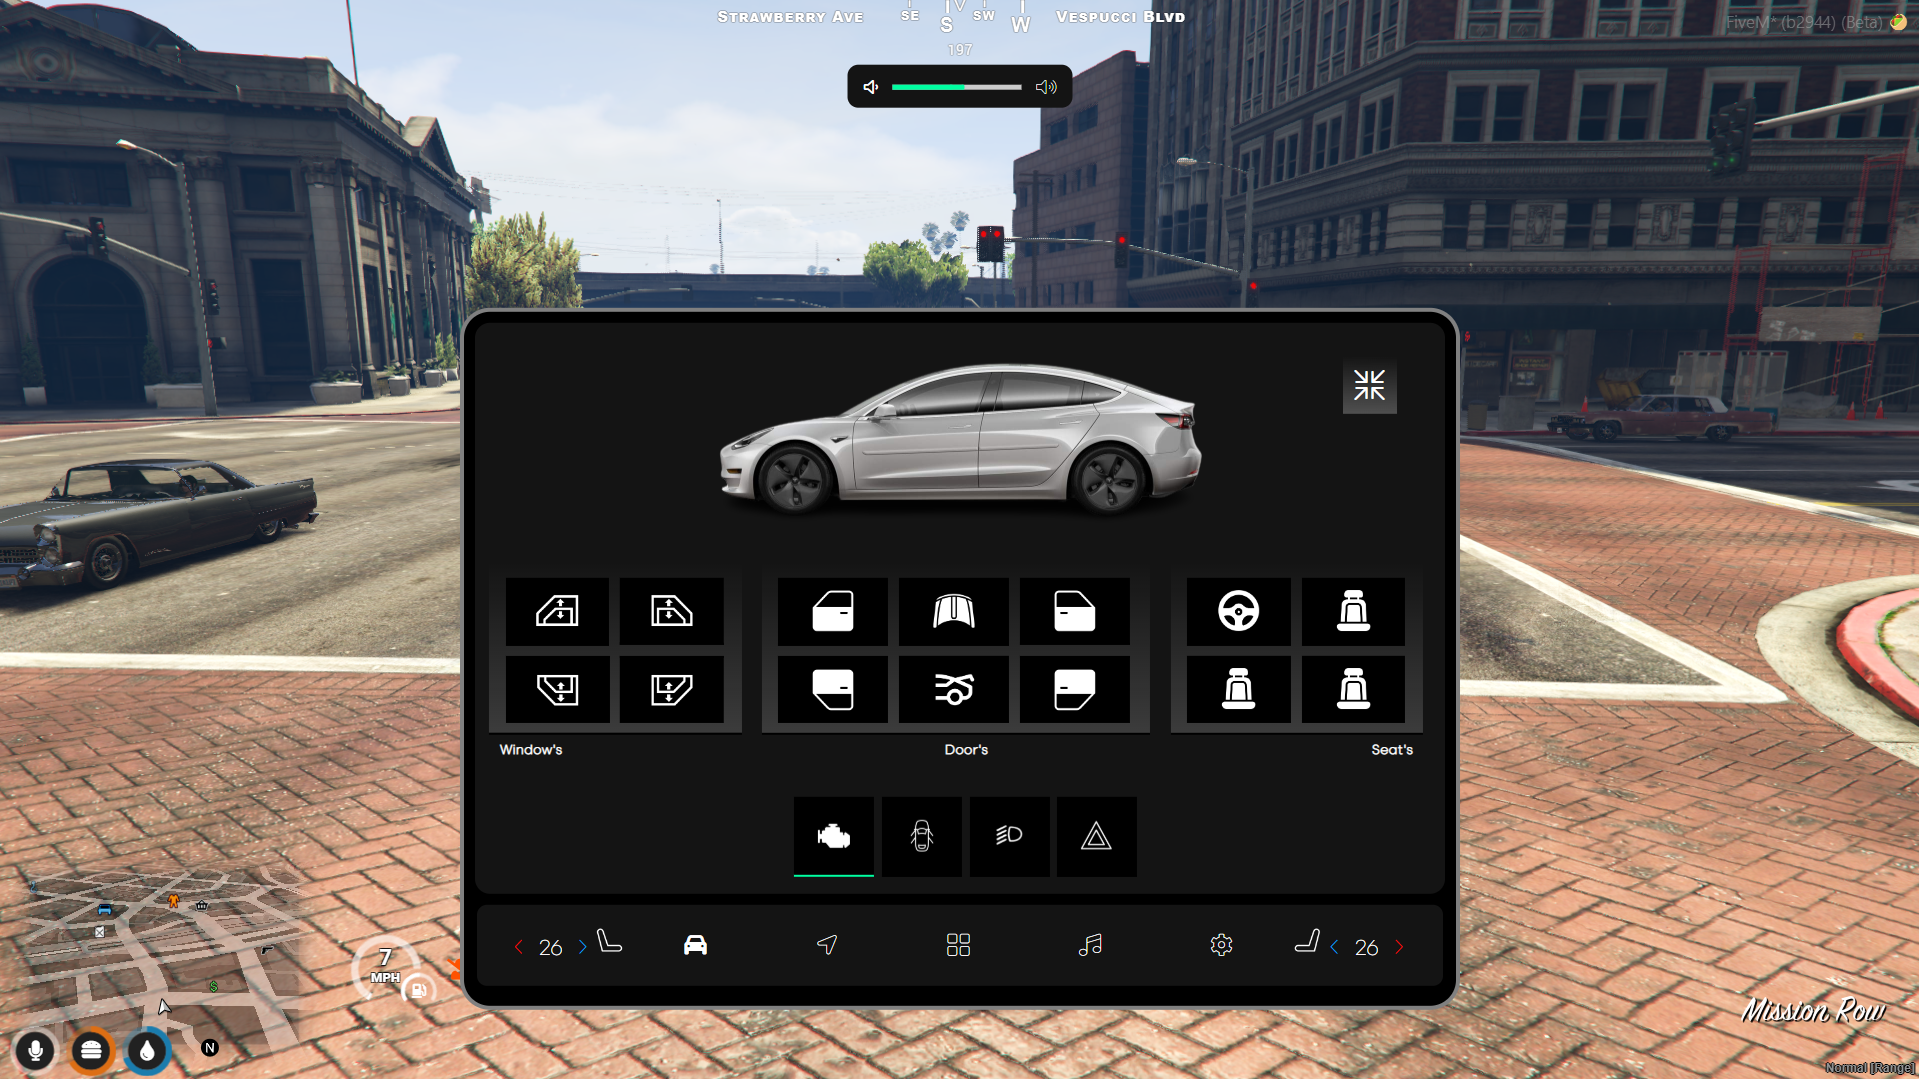 STRAWBERRY AVE
SE
S
SW
W
VESPUCCI BLVD
197
FiveM* (b2944) (Beta)
Window's
Door's
Seat's
26
26
7
MPH
N
$
Mission Row
Normal [Range]